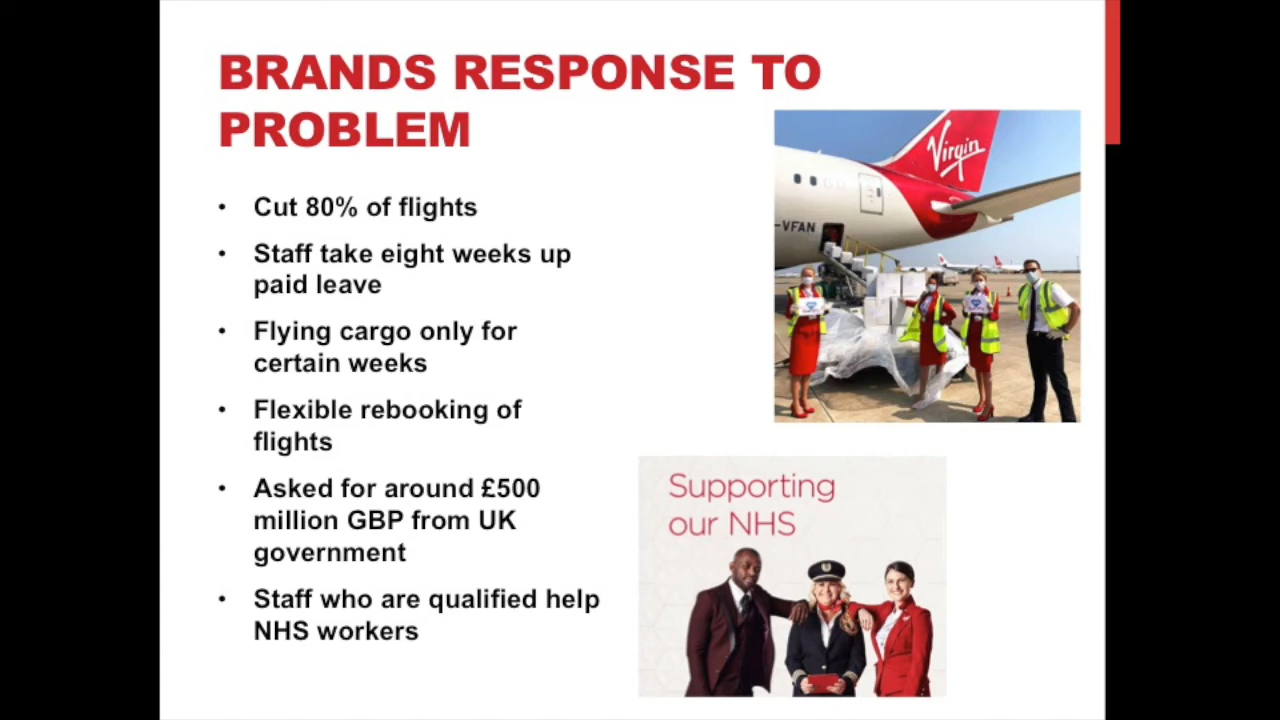 BRANDS RESPONSE TO
PROBLEM
• Cut 80% of flights
• Staff take eight weeks up
paid leave
• Flying cargo only for
certain weeks
• Flexible rebooking of
flights
• Asked for around £500
million GBP from UK
government
• Staff who are qualified help
NHS workers
Virgin
-VFAN
Supporting
our NHS